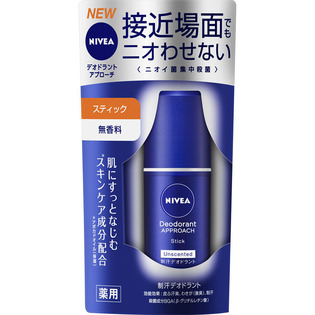 NEW
NIVEA
デオドラント
アプローチ
接近場面でも
ニオわせない
〈ニオイ菌集中殺菌〉
スティック
無香料
肌にすっとなじむ
*スキンケア成分配合
薬用
NIVEA
Deodorant
APPROACH
Stick
Unscented
制汗デオドラント
制汗デオドラント